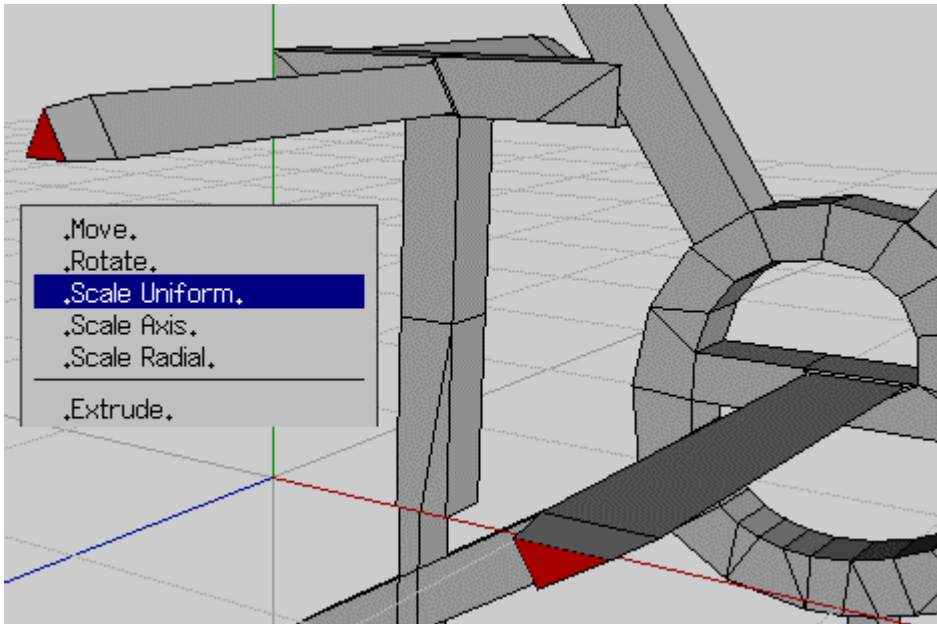 .Move.
.Rotate.
.Scale Uniform.
.Scale Axis.
.Scale Radial.
.Extrude.